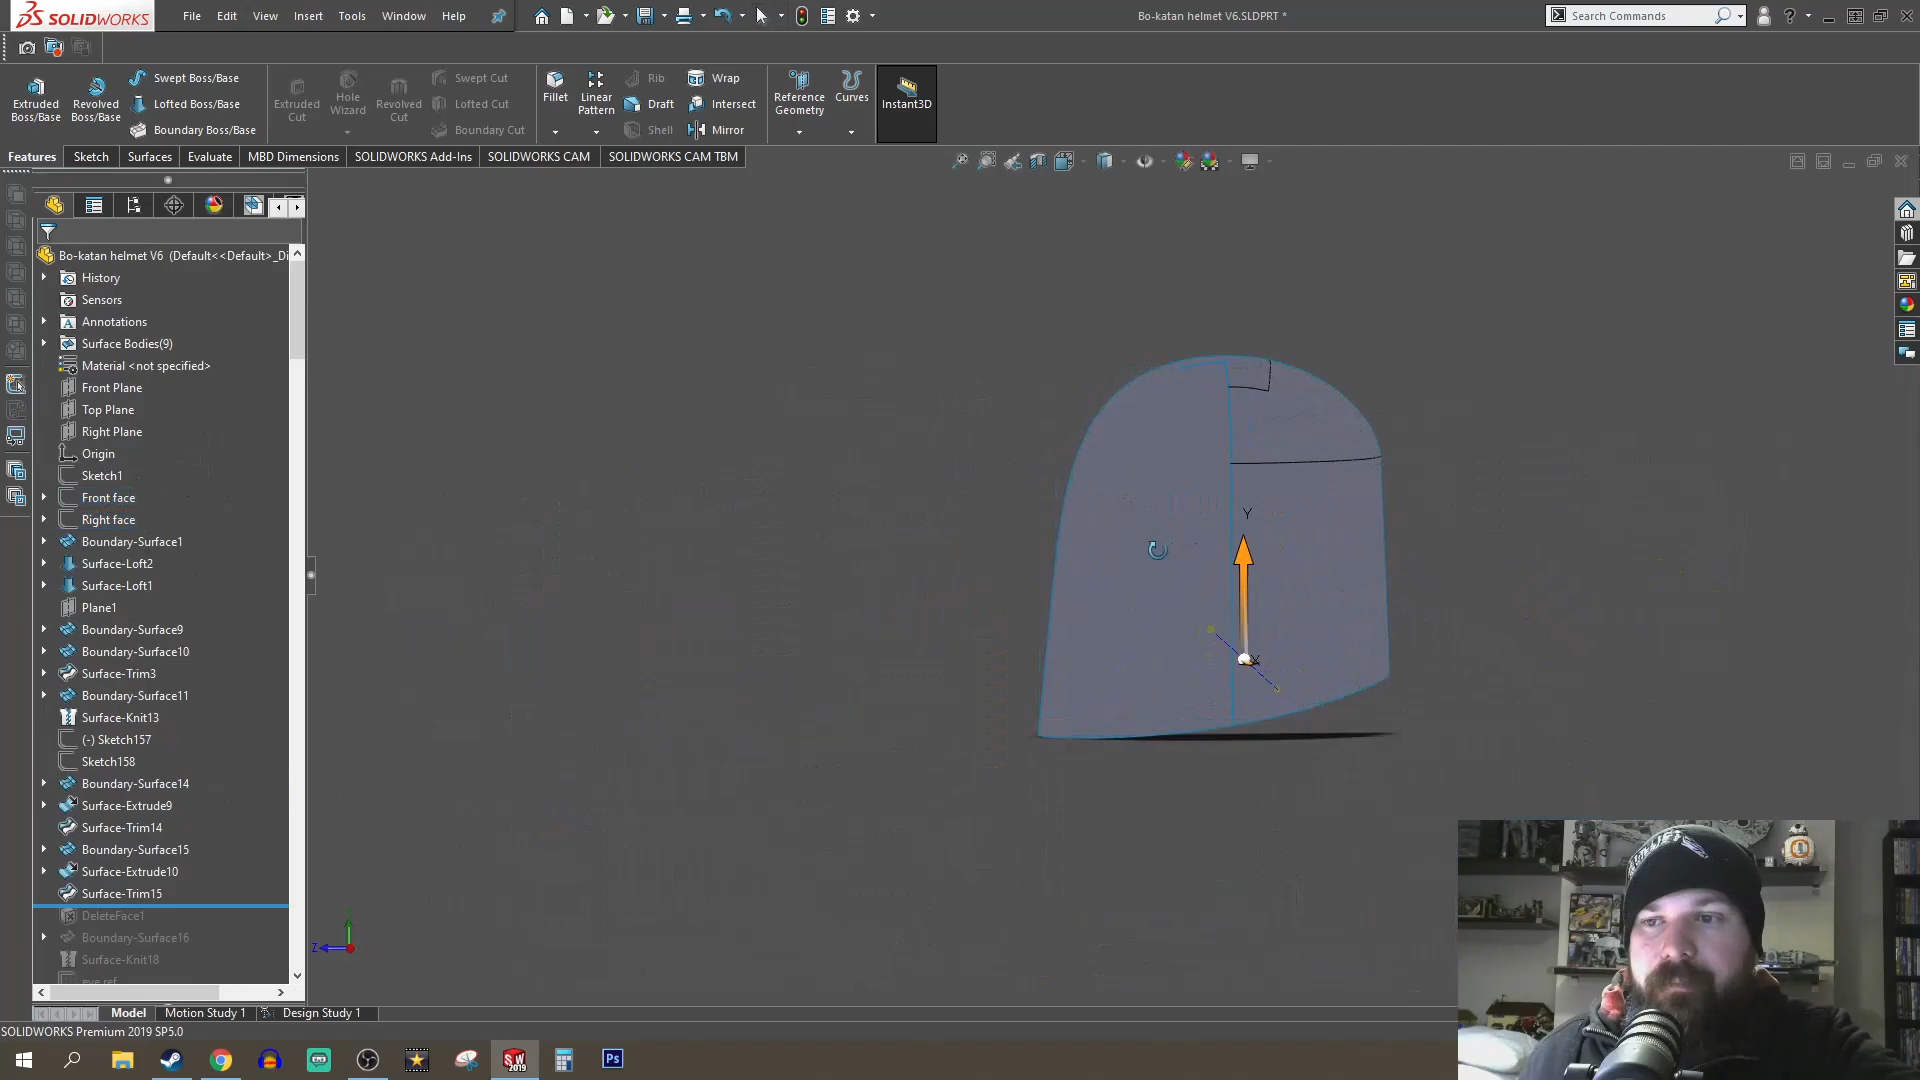 SOLIDWORKS
File Edit View Insert Tools Window Help
Bo-katan helmet V6.SLDPRT *
Search Commands
Extruded Boss/Base
Revolved Boss/Base
Swept Boss/Base
Lofted Boss/Base
Boundary Boss/Base
Extruded Cut
Hole Wizard
Revolved Cut
Swept Cut
Lofted Cut
Boundary Cut
Fillet
Linear Pattern
Rib
Draft
Shell
Wrap
Intersect
Mirror
Reference Geometry
Curves
Instant3D
Features Sketch Surfaces Evaluate MBD Dimensions SOLIDWORKS Add-Ins SOLIDWORKS CAM SOLIDWORKS CAM TBM
Bo-katan helmet V6 (Default<<Default>_Di
History
Sensors
Annotations
Surface Bodies(9)
Material <not specified>
Front Plane
Top Plane
Right Plane
Origin
Sketch1
Front face
Right face
Boundary-Surface1
Surface-Loft2
Surface-Loft1
Plane1
Boundary-Surface9
Boundary-Surface10
Surface-Trim3
Boundary-Surface11
Surface-Knit13
(-) Sketch157
Sketch158
Boundary-Surface14
Surface-Extrude9
Surface-Trim14
Boundary-Surface15
Surface-Extrude10
Surface-Trim15
DeleteFace1
Boundary-Surface16
Surface-Knit18
eye ref
Y
Z
Model Motion Study 1 Design Study 1
SOLIDWORKS Premium 2019 SP5.0
SW 2019
Ps